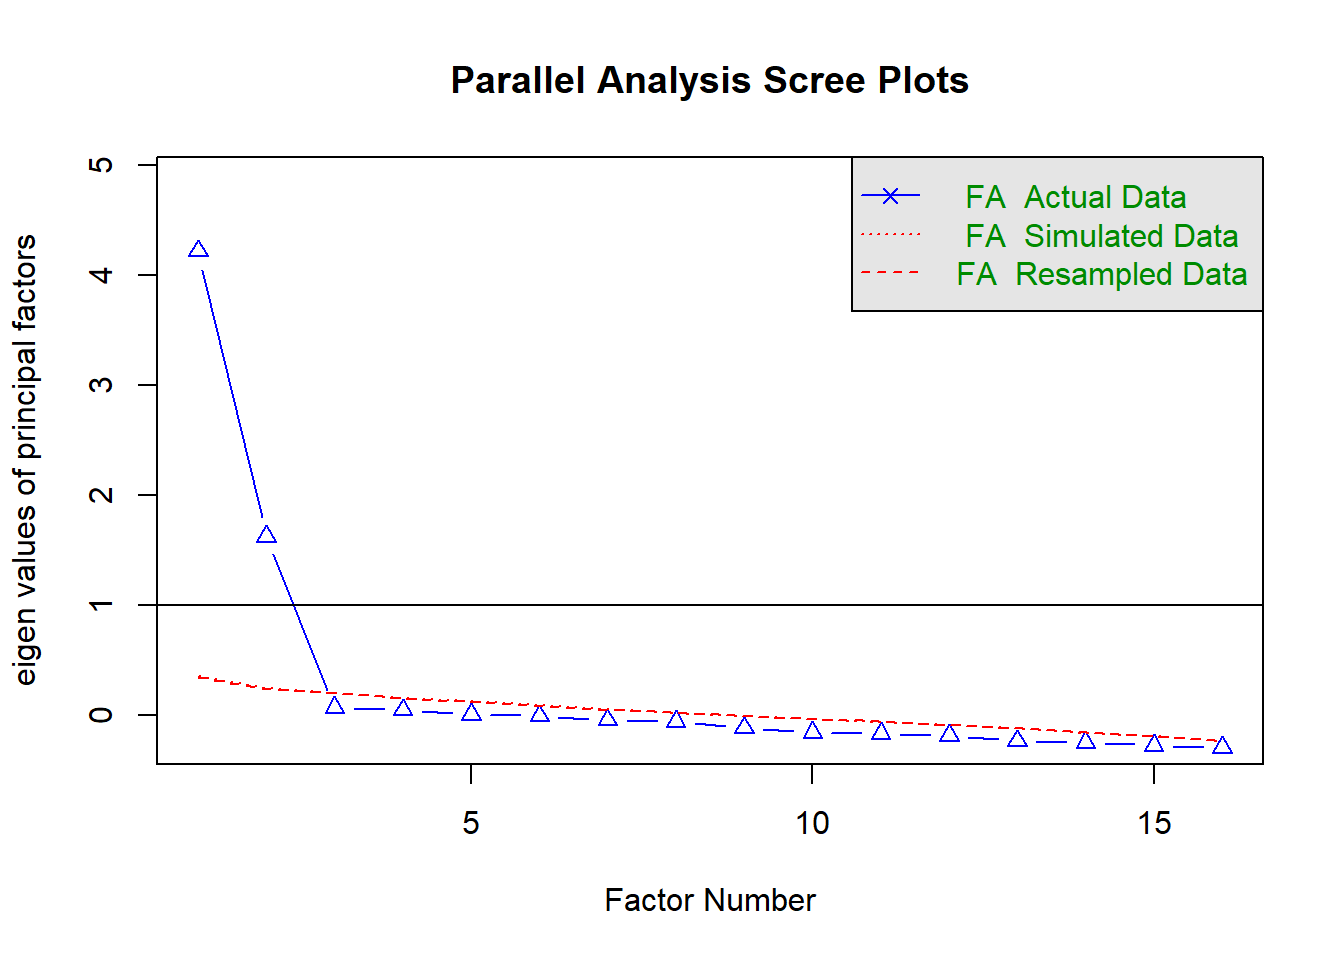 Parallel Analysis Scree Plots
eigen values of principal factors
5
4
3
2
1
0
FA Actual Data
FA Simulated Data
FA Resampled Data
5 10 15
Factor Number